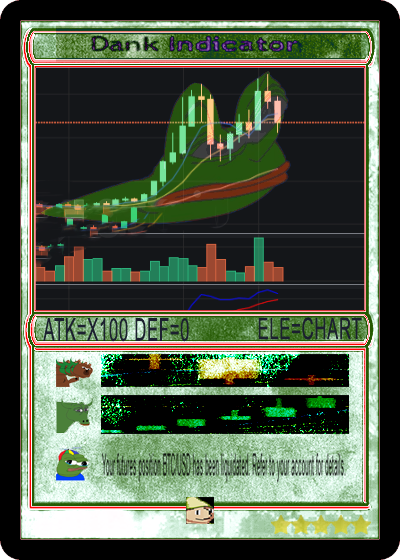 Dank Indicator
ATK=X100 DEF=0 ELE=CHART
Your futures position BTC/USD has been liquidated. Refer to your account for details.